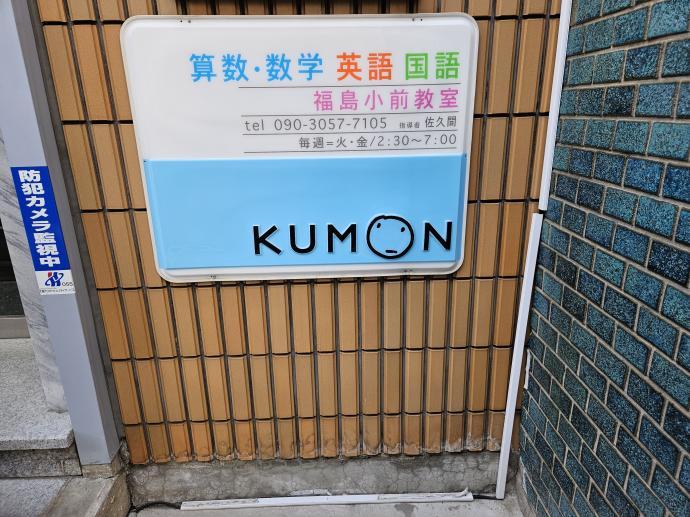 算数・数学 英語 国語
福島小前教室
tel 090-3057-7105 指導者 佐久間
毎週=火・金/2:30〜7:00
KUMON
防犯カメラ監視中